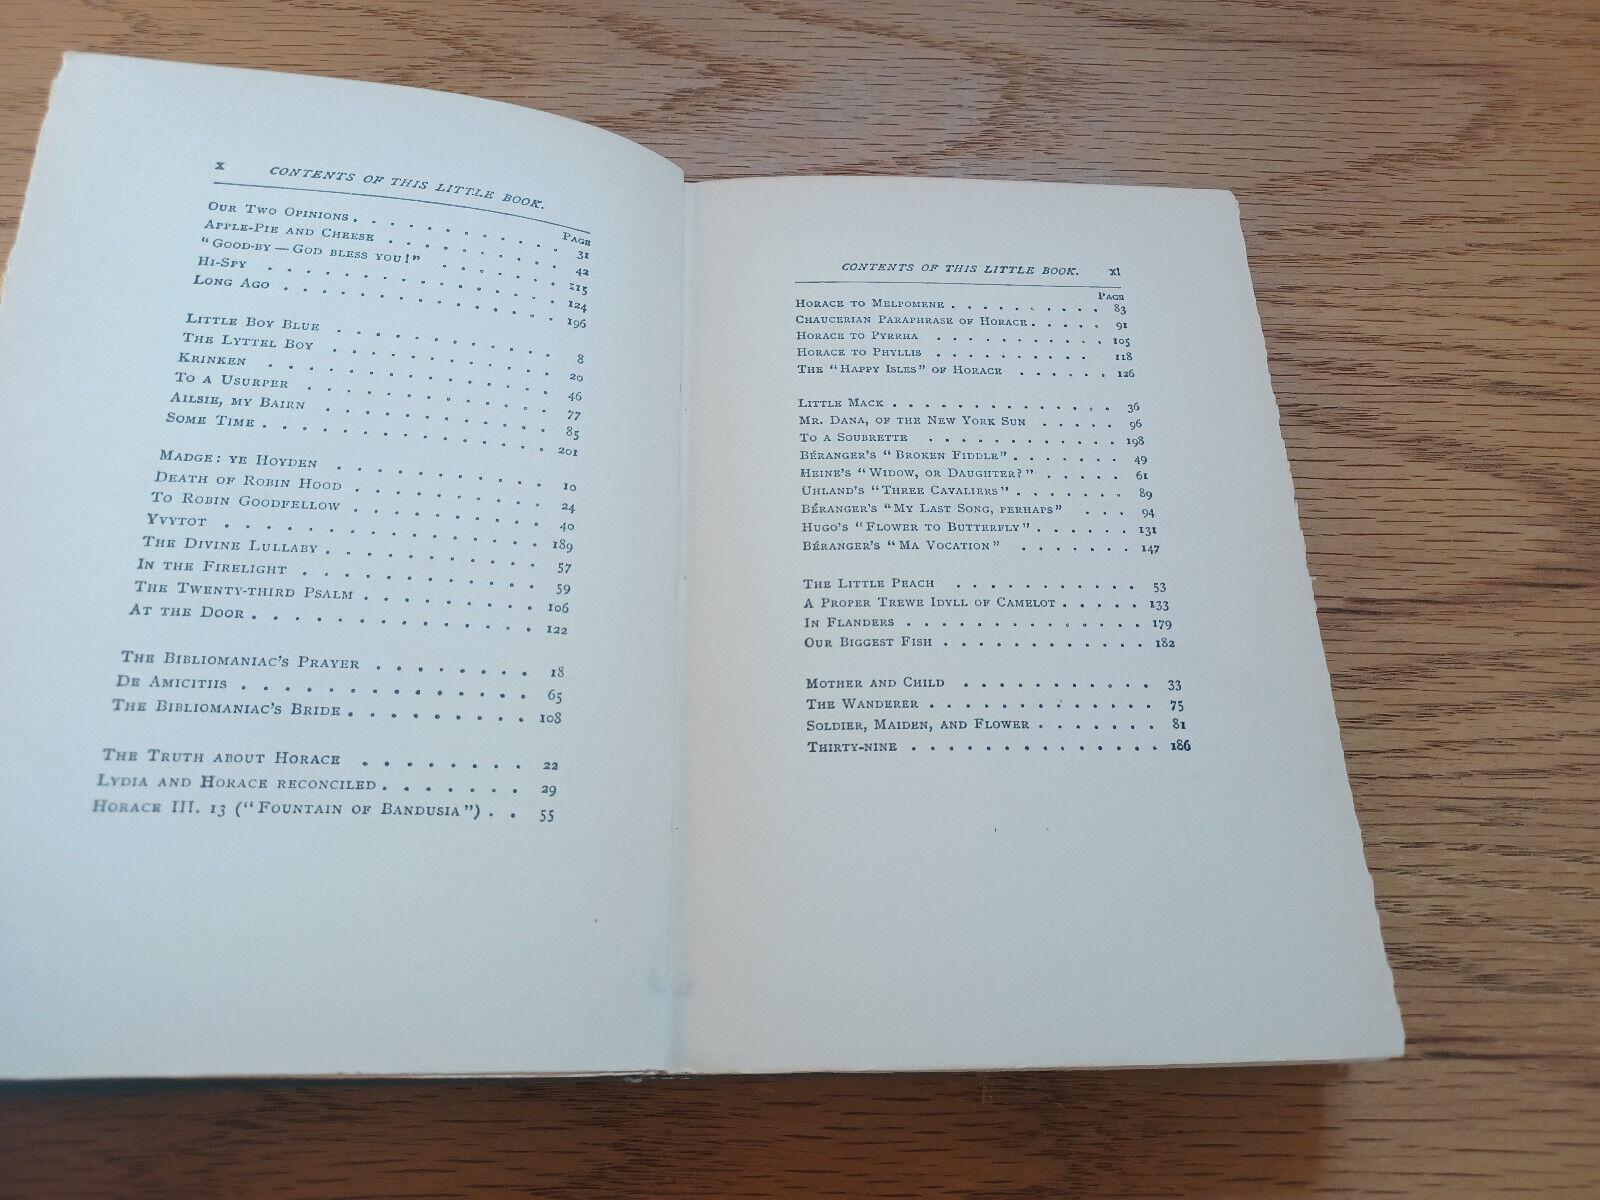 x CONTENTS OF THIS LITTLE BOOK.
PAGE
OUR TWO OPINIONS . . . . . . . . . . 31
APPLE-PIE AND CHEESE . . . . . . . . 42
"GOOD-BY — GOD BLESS YOU!" . . . . . . 115
HI-SPY . . . . . . . . . . . . . 124
LONG AGO . . . . . . . . . . . . 196
LITTLE BOY BLUE . . . . . . . . . . 8
THE LYTTEL BOY . . . . . . . . . . 20
KRINKEN . . . . . . . . . . . . 46
TO A USURPER . . . . . . . . . . . 77
AILSIE, MY BAIRN . . . . . . . . . . 85
SOME TIME . . . . . . . . . . . . 201
MADGE: YE HOYDEN . . . . . . . . . 10
DEATH OF ROBIN HOOD . . . . . . . . 24
TO ROBIN GOODFELLOW . . . . . . . . 40
YVYTOT . . . . . . . . . . . . . 189
THE DIVINE LULLABY . . . . . . . . . 57
IN THE FIRELIGHT . . . . . . . . . . 59
THE TWENTY-THIRD PSALM . . . . . . . . 106
AT THE DOOR . . . . . . . . . . . . 122
THE BIBLIOMANIAC'S PRAYER . . . . . . . . 18
DE AMICITIIS . . . . . . . . . . . . 65
THE BIBLIOMANIAC'S BRIDE . . . . . . . . 108
THE TRUTH ABOUT HORACE . . . . . . . . 22
LYDIA AND HORACE RECONCILED . . . . . . . 29
HORACE III. 13 ("FOUNTAIN OF BANDUSIA") . . 55
CONTENTS OF THIS LITTLE BOOK. xi
PAGE
HORACE TO MELPOMENE . . . . . . . . . 83
CHAUCERIAN PARAPHRASE OF HORACE . . . . . 91
HORACE TO PYRRHA . . . . . . . . . . 105
HORACE TO PHYLLIS . . . . . . . . . . 118
THE "HAPPY ISLES" OF HORACE . . . . . . 126
LITTLE MACK . . . . . . . . . . . . . 36
MR. DANA, OF THE NEW YORK SUN . . . . . 96
TO A SOUBRETTE . . . . . . . . . . . 198
BÉRANGER'S "BROKEN FIDDLE" . . . . . . . 49
HEINE'S "WIDOW, OR DAUGHTER?" . . . . . 61
UHLAND'S "THREE CAVALIERS" . . . . . . . 89
BÉRANGER'S "MY LAST SONG, PERHAPS" . . . 94
HUGO'S "FLOWER TO BUTTERFLY" . . . . . . 131
BÉRANGER'S "MA VOCATION" . . . . . . . 147
THE LITTLE PEACH . . . . . . . . . . 53
A PROPER TREWE IDYLL OF CAMELOT . . . . . 133
IN FLANDERS . . . . . . . . . . . . . 179
OUR BIGGEST FISH . . . . . . . . . . . 182
MOTHER AND CHILD . . . . . . . . . . 33
THE WANDERER . . . . . . . . . . . . 75
SOLDIER, MAIDEN, AND FLOWER . . . . . . 81
THIRTY-NINE . . . . . . . . . . . . . 186